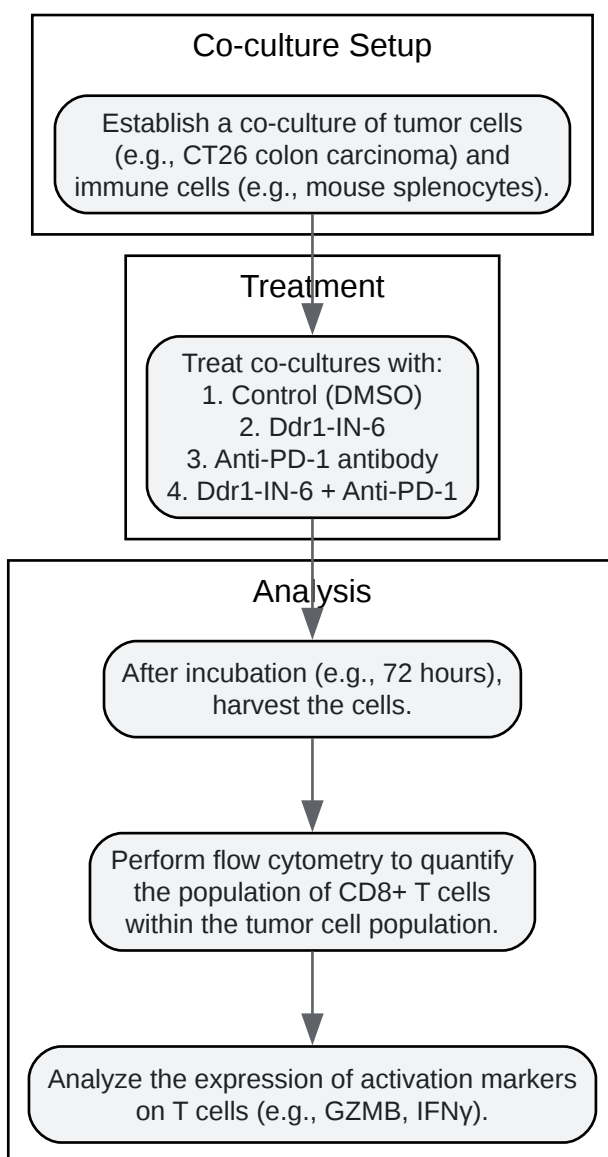 Co-culture Setup
Establish a co-culture of tumor cells
(e.g., CT26 colon carcinoma) and
immune cells (e.g., mouse splenocytes).
Treatment
Treat co-cultures with:
1. Control (DMSO)
2. Ddr1-IN-6
3. Anti-PD-1 antibody
4. Ddr1-IN-6 + Anti-PD-1
Analysis
After incubation (e.g., 72 hours),
harvest the cells.
Perform flow cytometry to quantify
the population of CD8+ T cells
within the tumor cell population.
Analyze the expression of activation markers
on T cells (e.g., GZMB, IFNγ).